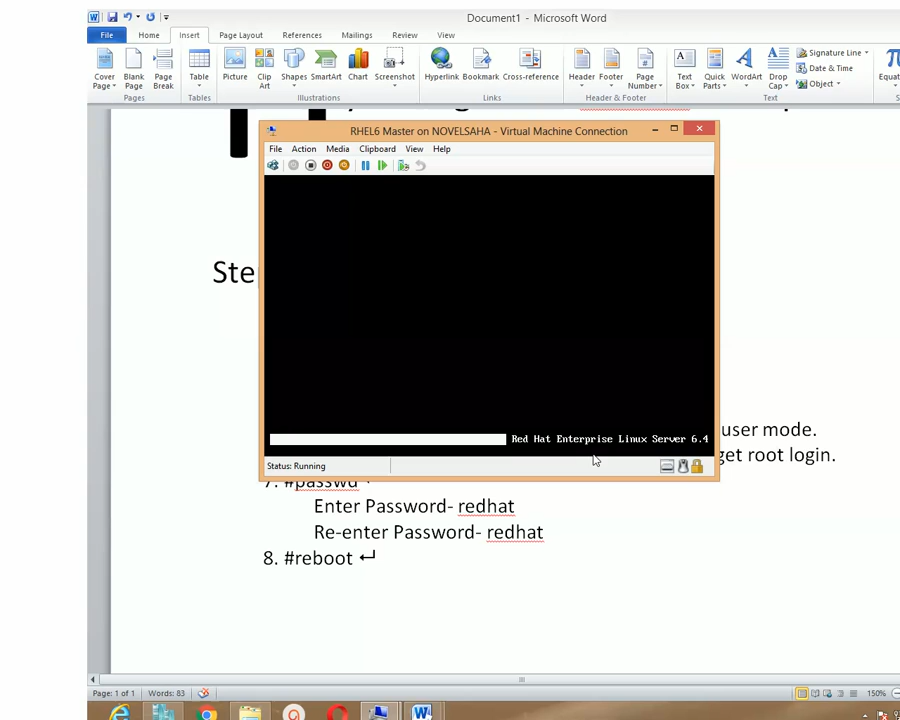 Document1 - Microsoft Word
File Home Insert Page Layout References Mailings Review View
Cover Page Blank Page Page Break Table Picture Clip Art Shapes SmartArt Chart Screenshot Hyperlink Bookmark Cross-reference Header Footer Page Number Text Box Quick Parts WordArt Drop Cap Signature Line Date & Time Object
Pages Tables Illustrations Links Header & Footer Text
RHEL6 Master on NOVELSAHA - Virtual Machine Connection
File Action Media Clipboard View Help
Ste
Red Hat Enterprise Linux Server 6.4
user mode.
get root login.
Status: Running
7. #passwd
Enter Password- redhat
Re-enter Password- redhat
8. #reboot ↵
Page: 1 of 1 Words: 83 150%